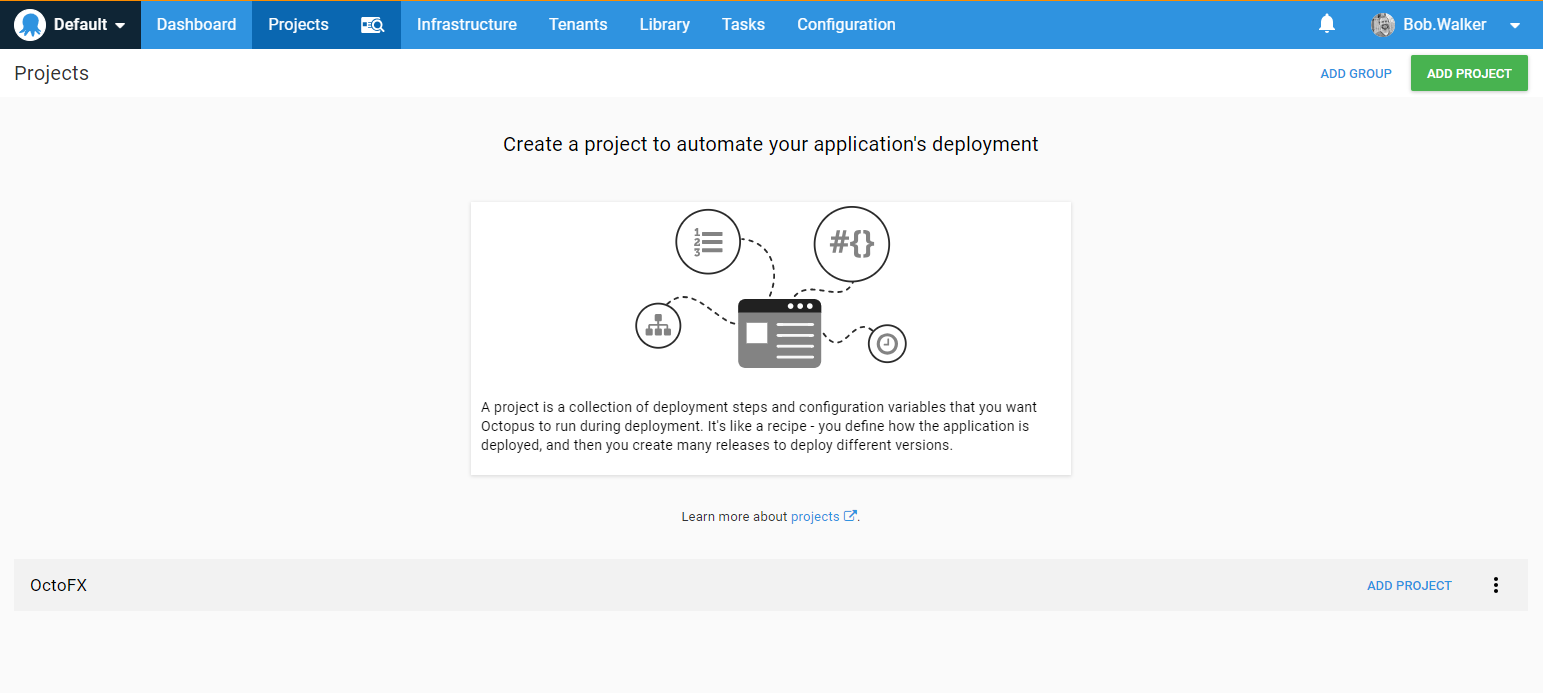 Default Dashboard Projects Infrastructure Tenants Library Tasks Configuration Bob.Walker
Projects ADD GROUP ADD PROJECT
Create a project to automate your application's deployment
1
2
3
#{}
A project is a collection of deployment steps and configuration variables that you want
Octopus to run during deployment. It's like a recipe - you define how the application is
deployed, and then you create many releases to deploy different versions.
Learn more about projects .
OctoFX ADD PROJECT